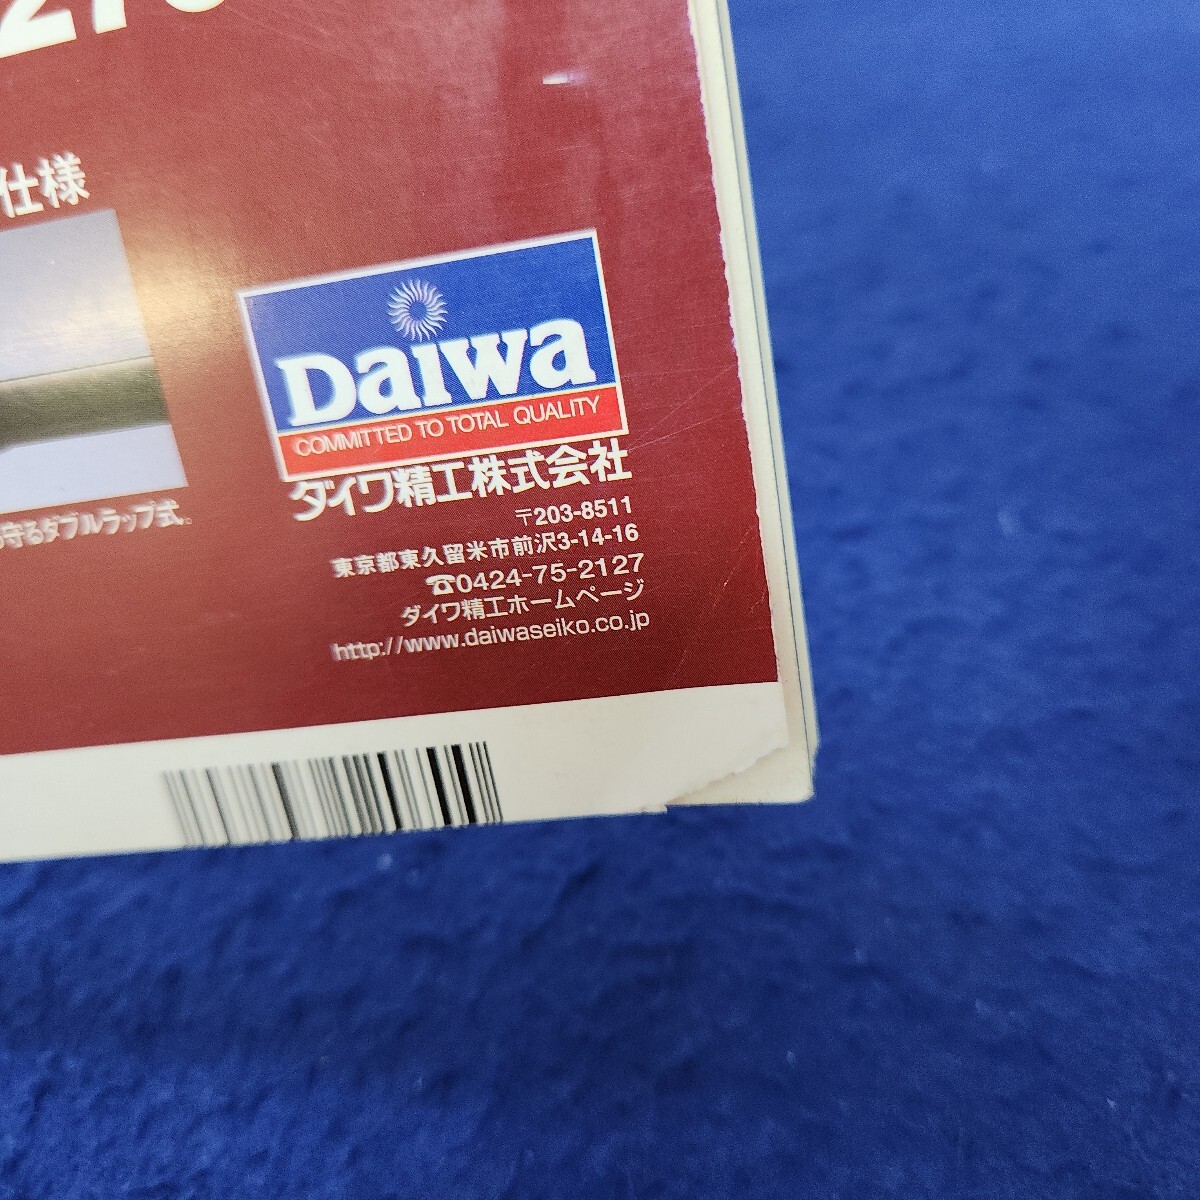 270
仕様
Daiwa
COMMITTED TO TOTAL QUALITY
ダイワ精工株式会社
〒203-8511
東京都東久留米市前沢3-14-16
☎0424-75-2127
ダイワ精工ホームページ
http://www.daiwaseiko.co.jp
守るダブルラップ式。